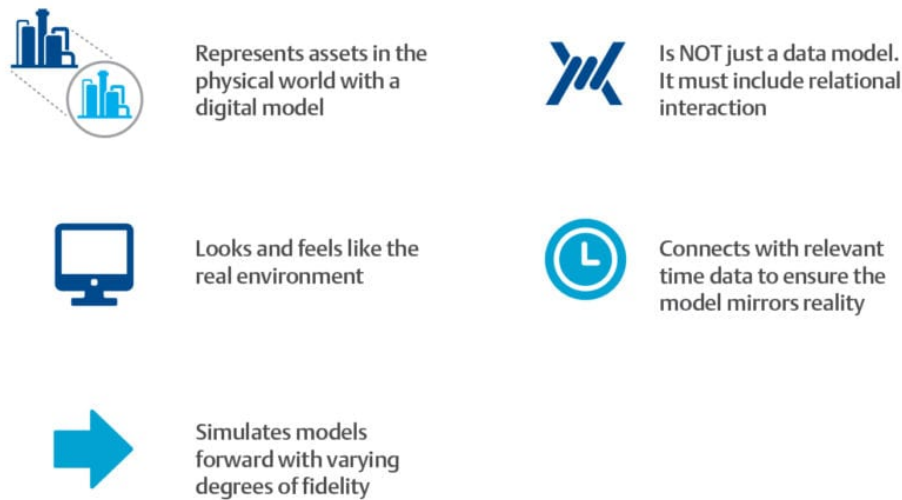 Represents assets in the
physical world with a
digital model
Is NOT just a data model.
It must include relational
interaction
Looks and feels like the
real environment
Connects with relevant
time data to ensure the
model mirrors reality
Simulates models
forward with varying
degrees of fidelity